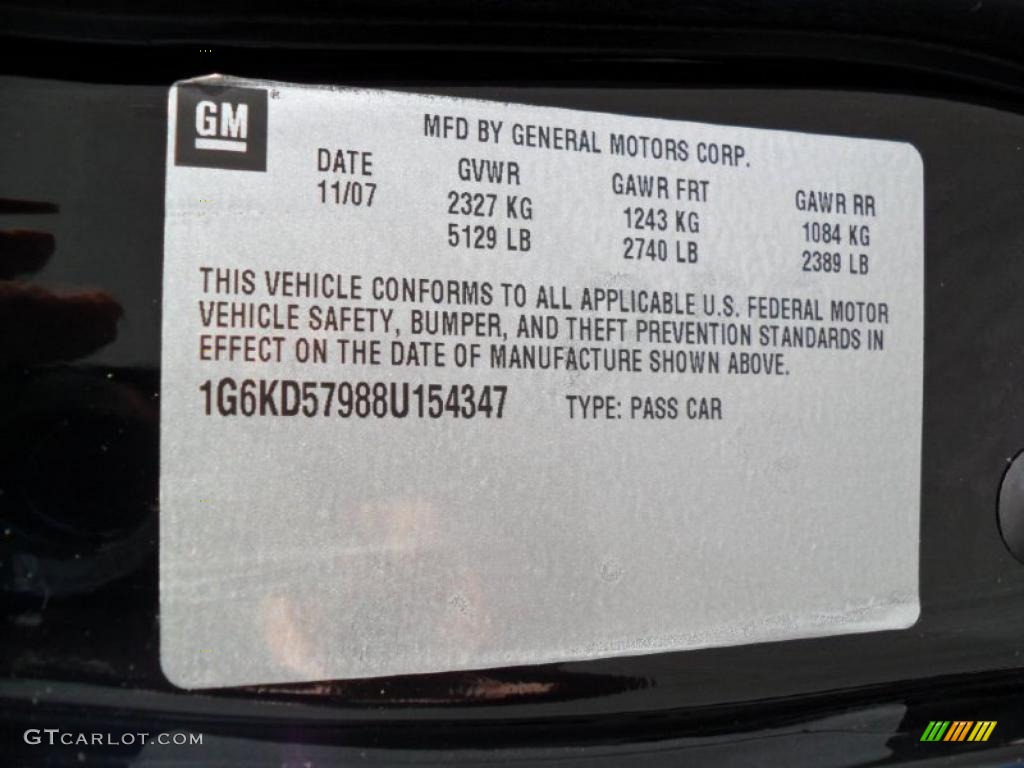 GM®
MFD BY GENERAL MOTORS CORP.
DATE GVWR GAWR FRT GAWR RR
11/07 2327 KG 1243 KG 1084 KG
5129 LB 2740 LB 2389 LB
THIS VEHICLE CONFORMS TO ALL APPLICABLE U.S. FEDERAL MOTOR
VEHICLE SAFETY, BUMPER, AND THEFT PREVENTION STANDARDS IN
EFFECT ON THE DATE OF MANUFACTURE SHOWN ABOVE.
1G6KD57988U154347 TYPE: PASS CAR
GTCARLOT.COM